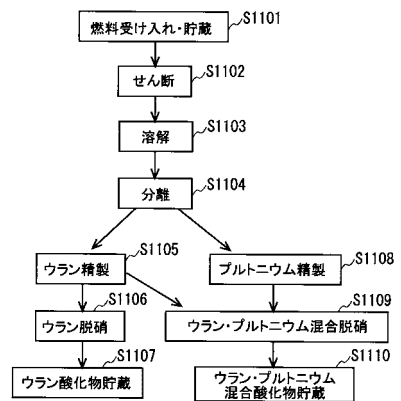 燃料受け入れ・貯蔵
S1101
せん断
S1102
溶解
S1103
分離
S1104
ウラン精製
S1105
プルトニウム精製
S1108
ウラン脱硝
S1106
ウラン・プルトニウム混合脱硝
S1109
ウラン酸化物貯蔵
S1107
ウラン・プルトニウム
混合酸化物貯蔵
S1110